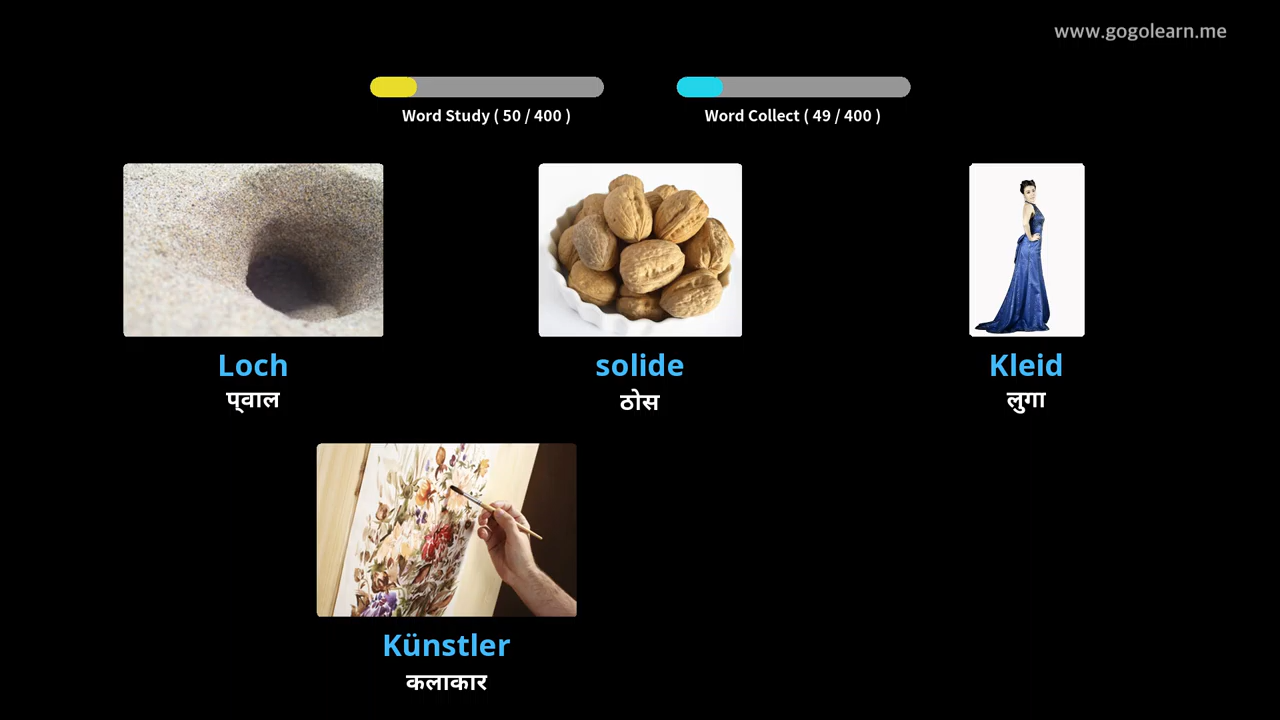 www.gogolearn.me
Word Study ( 50 / 400 )
Word Collect ( 49 / 400 )
Loch
प्वाल
solide
ठोस
Kleid
लुगा
Künstler
कलाकार